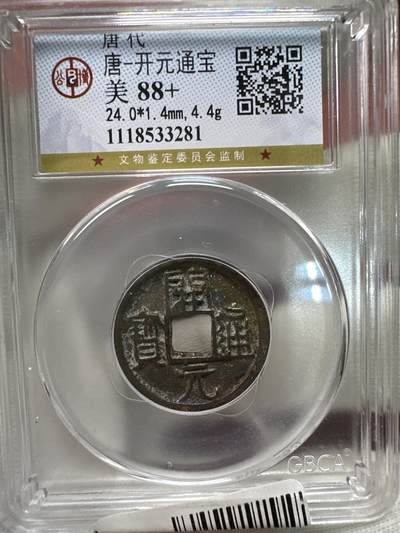 唐代
唐-开元通宝
美 88+
24.0*1.4mm,4.4g
1118533281
★ 文物鉴定委员会监制 ★
開
元
通
寶
GBCA